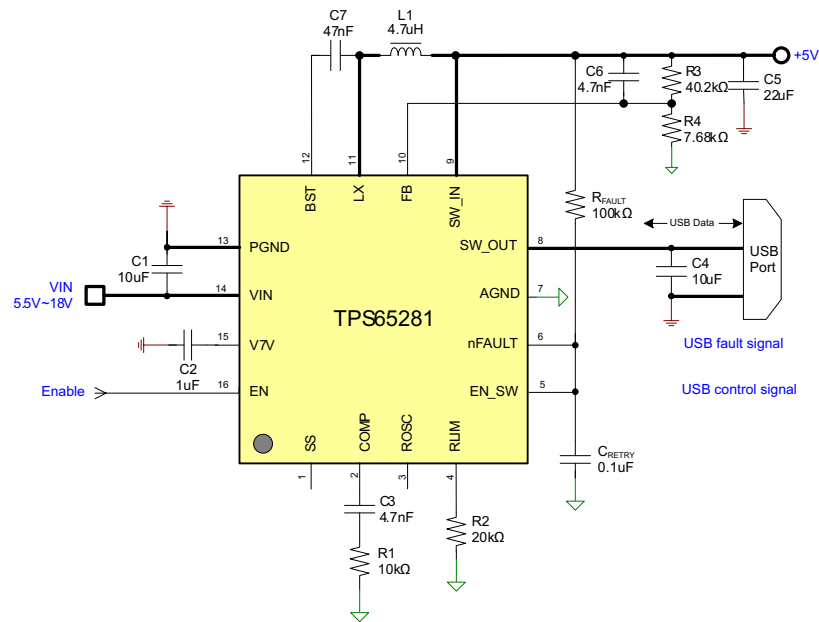 C7
47nF
L1
4.7uH
+5V
C6
4.7nF
R3
40.2kΩ
C5
22uF
R4
7.68kΩ
12
11
10
9
BST
LX
FB
SW_IN
RFAULT
100kΩ
USB Data
13
PGND
SW_OUT
8
USB
Port
C1
10uF
C4
10uF
VIN
5.5V~18V
14
VIN
AGND
7
TPS65281
15
V7V
nFAULT
6
USB fault signal
C2
1uF
Enable
16
EN
EN_SW
5
USB control signal
SS
COMP
ROSC
RLIM
1
2
3
4
CRETRY
0.1uF
C3
4.7nF
R2
20kΩ
R1
10kΩ